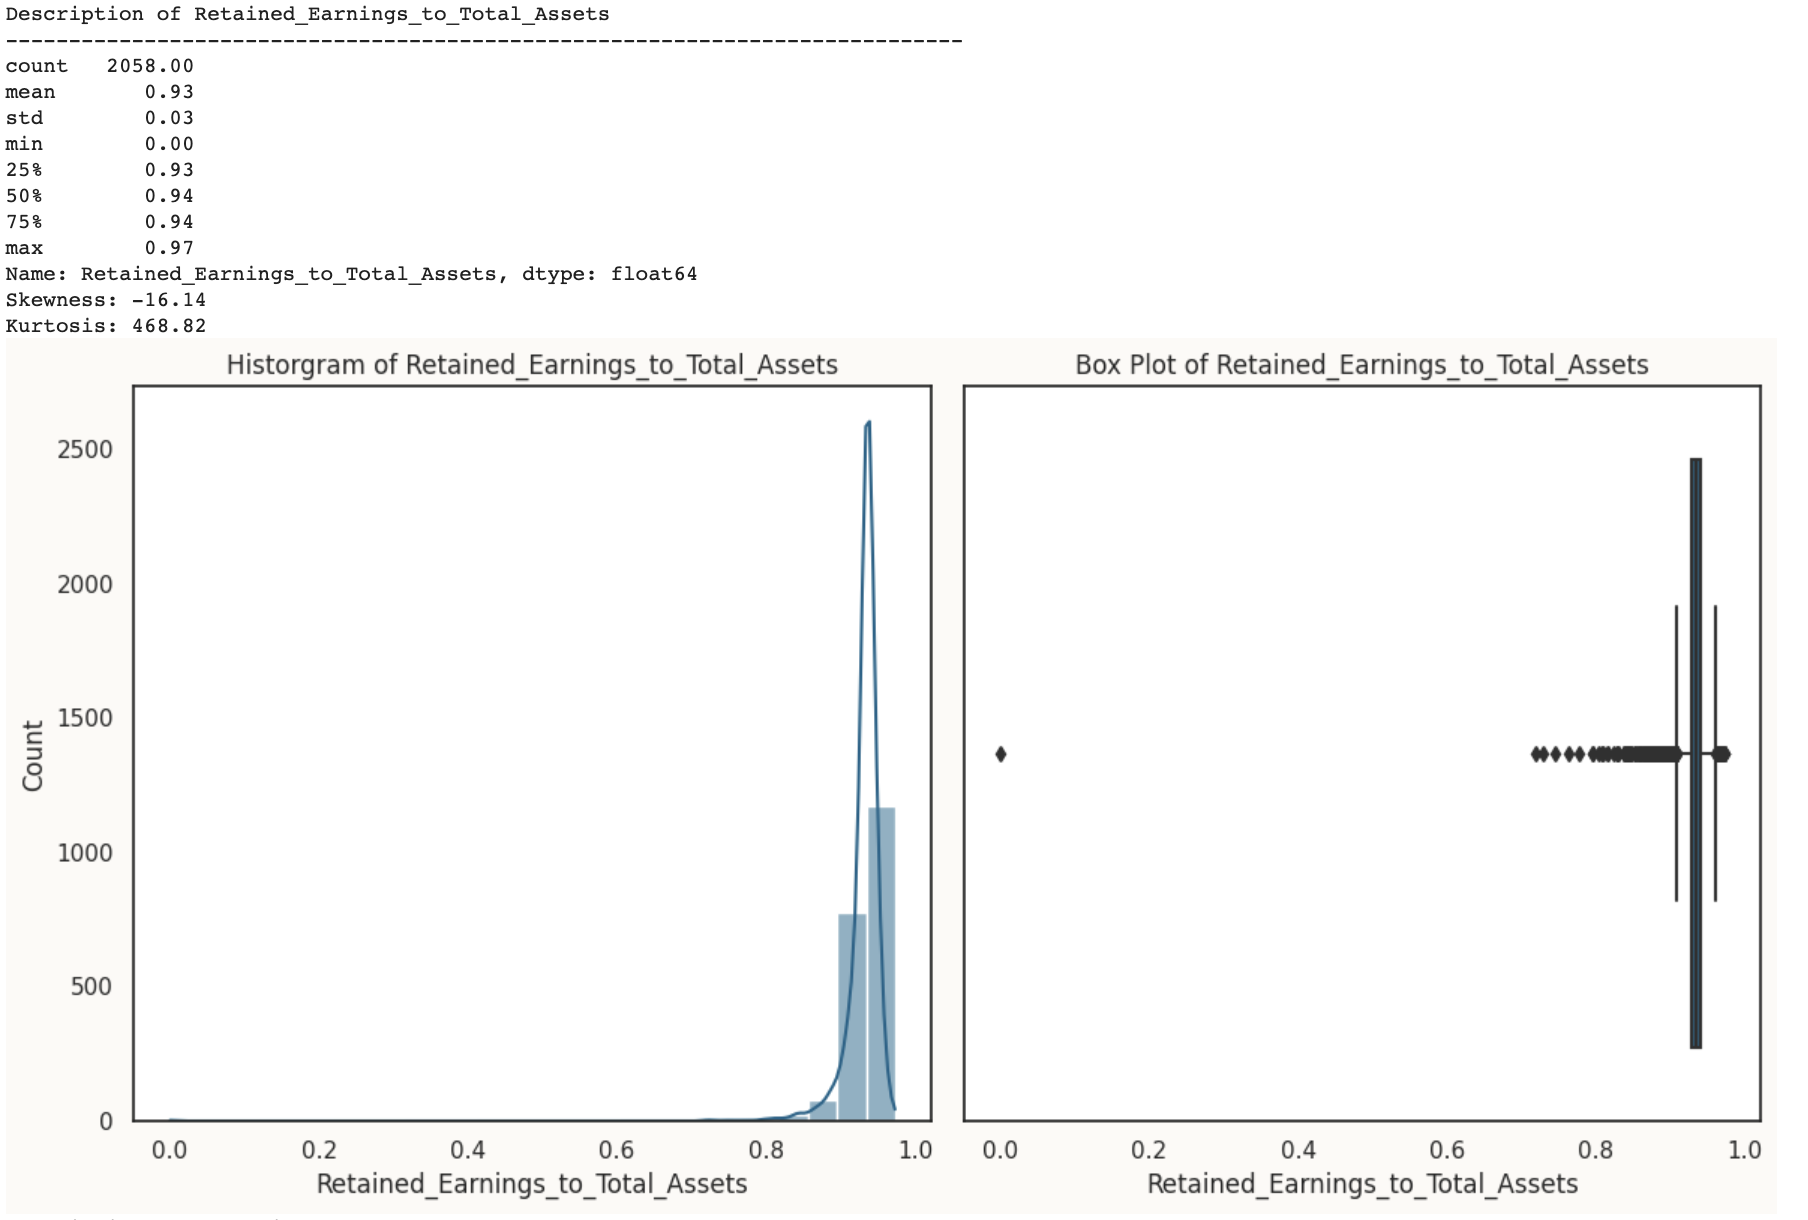 Description of Retained_Earnings_to_Total_Assets
----------------------------------------------------------------------------
count 2058.00
mean 0.93
std 0.03
min 0.00
25% 0.93
50% 0.94
75% 0.94
max 0.97
Name: Retained_Earnings_to_Total_Assets, dtype: float64
Skewness: -16.14
Kurtosis: 468.82
Historgram of Retained_Earnings_to_Total_Assets
2500
2000
1500
1000
500
0
Count
0.0 0.2 0.4 0.6 0.8 1.0
Retained_Earnings_to_Total_Assets
Box Plot of Retained_Earnings_to_Total_Assets
0.0 0.2 0.4 0.6 0.8 1.0
Retained_Earnings_to_Total_Assets